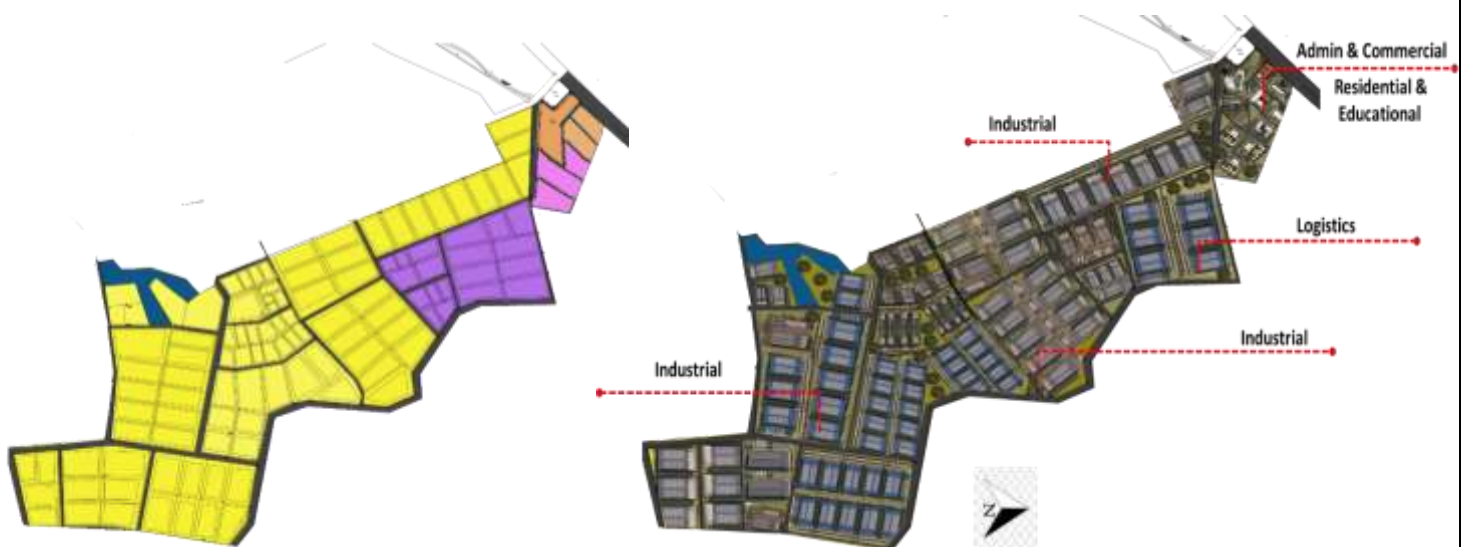 Admin & Commercial
Residential &
Educational
Industrial
Logistics
Industrial
Industrial
N